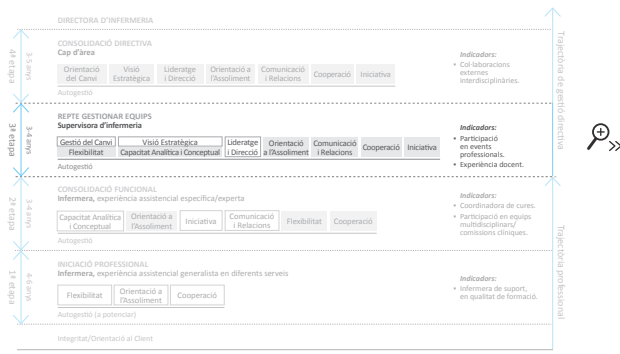 DIRECTORA D'INFERMERIA
CONSOLIDACIÓ DIRECTIVA
Cap d'àrea
Orientació del Canvi
Visió Estratègica
Lideratge i Direcció
Orientació a l'Assoliment
Comunicació i Relacions
Cooperació
Iniciativa
Autogestió
Indicadors:
• Col·laboracions
externes
interdisciplinàries.
4ª etapa
3-5 anys
REPTE GESTIONAR EQUIPS
Supervisora d'infermeria
Gestió del Canvi
Flexibilitat
Visió Estratègica
Capacitat Analítica i Conceptual
Lideratge
i Direcció
Orientació
a l'Assoliment
Comunicació
i Relacions
Cooperació
Iniciativa
Autogestió
Indicadors:
• Participació
en events
professionals.
• Experiència docent.
3ª etapa
3-4 anys
Trajectòria de gestió directiva
CONSOLIDACIÓ FUNCIONAL
Infermera, experiència assistencial específica/experta
Capacitat Analítica
i Conceptual
Orientació a
l'Assoliment
Iniciativa
Comunicació
i Relacions
Flexibilitat
Cooperació
Autogestió
Indicadors:
• Coordinadora de cures.
• Participació en equips
multidisciplinars/
comissions clíniques.
2ª etapa
3-4 anys
INICIACIÓ PROFESSIONAL
Infermera, experiència assistencial generalista en diferents serveis
Flexibilitat
Orientació a
l'Assoliment
Cooperació
Autogestió (a potenciar)
Indicadors:
• Infermera de suport,
en qualitat de formació.
1ª etapa
4-6 anys
Trajectòria professional
Integritat/Orientació al Client